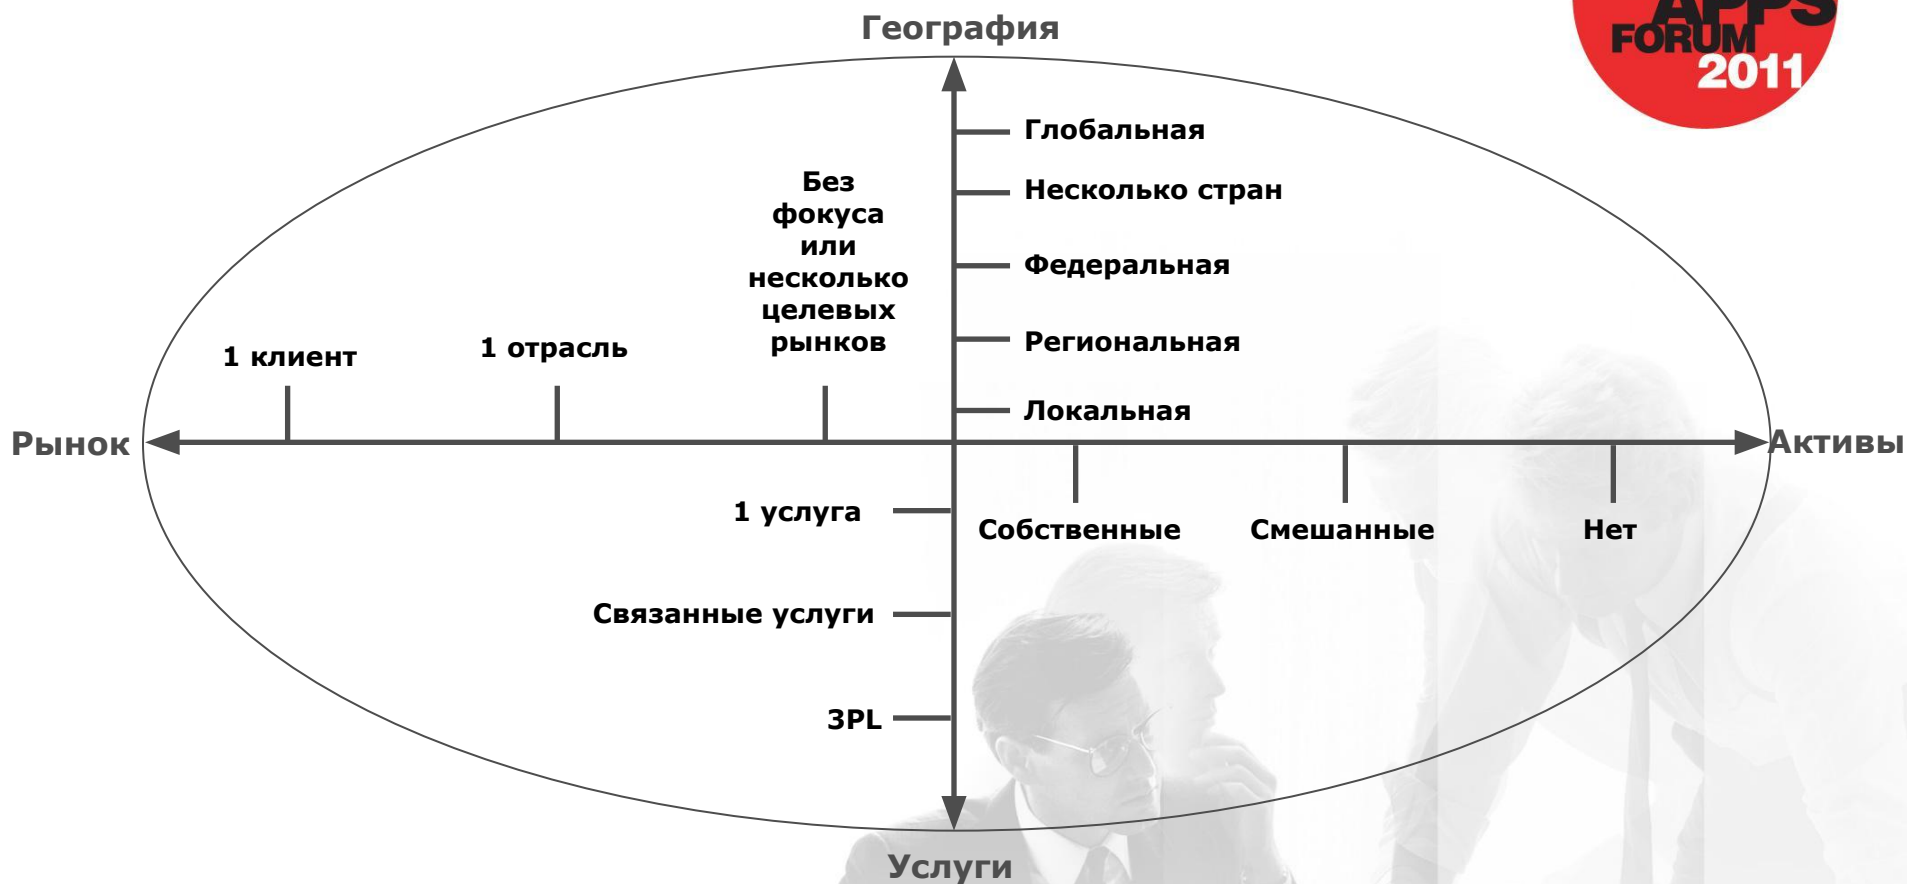 География
APPS
FORUM
2011
Глобальная
Несколько стран
Федеральная
Региональная
Локальная
Без
фокуса
или
несколько
целевых
рынков
1 отрасль
1 клиент
Рынок
Активы
1 услуга
Собственные
Смешанные
Нет
Связанные услуги
3PL
Услуги